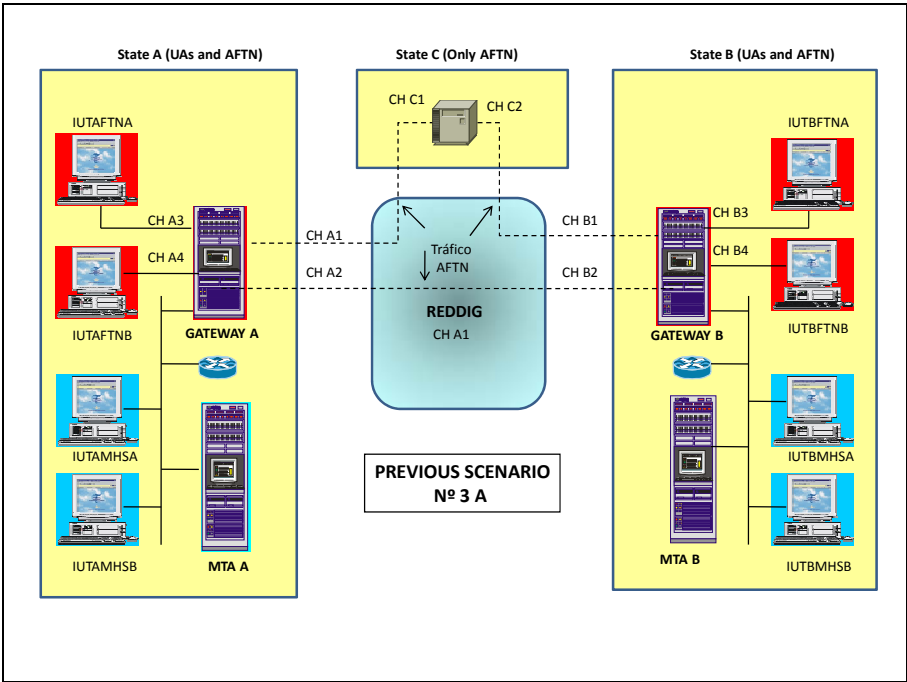 State A (UAs and AFTN)
State C (Only AFTN)
State B (UAs and AFTN)
IUTAFTNA
CH A3
CH A4
IUTAFTNB
GATEWAY A
IUTAMHSA
IUTAMHSB
MTA A
CH C1
CH C2
CH A1
CH A2
Tráfico
AFTN
REDDIG
CH A1
CH B1
CH B2
PREVIOUS SCENARIO
Nº 3 A
IUTBFTNA
CH B3
CH B4
GATEWAY B
IUTBFTNB
IUTBMHSA
MTA B
IUTBMHSB